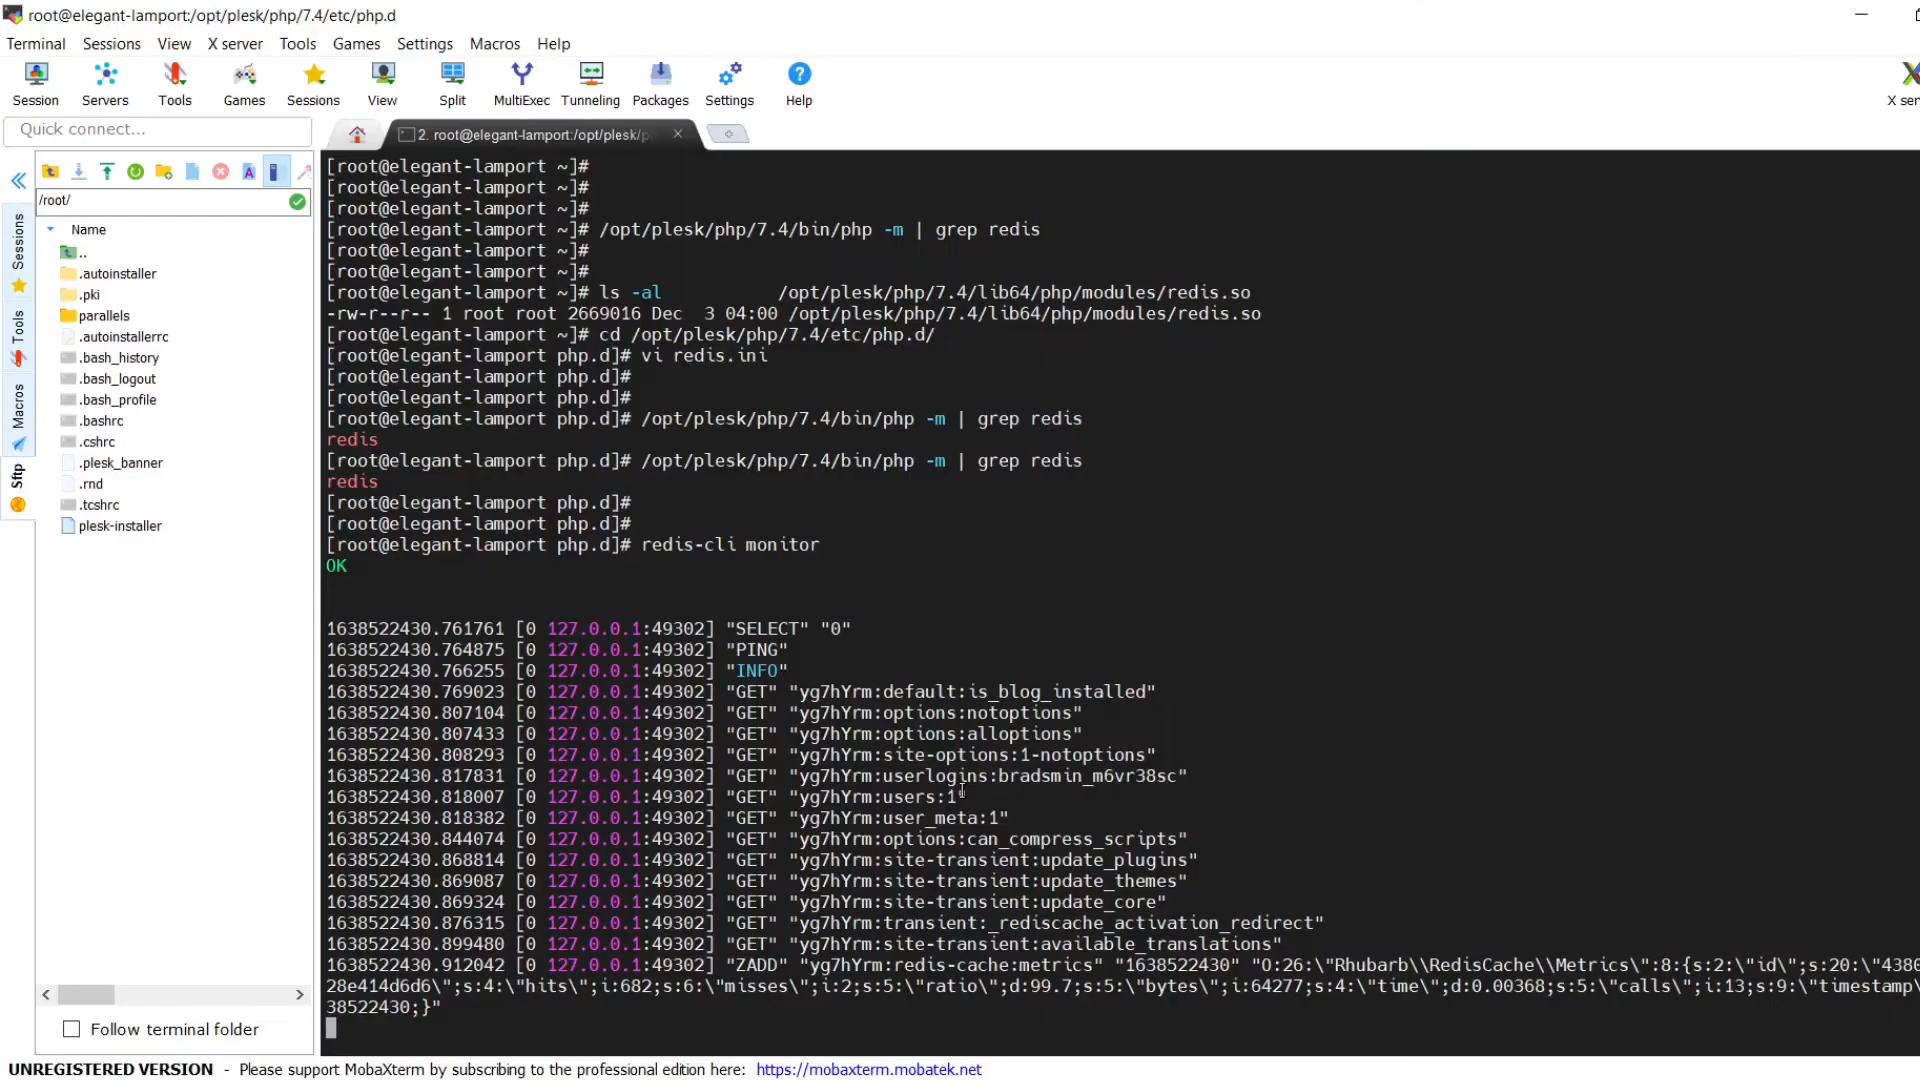 root@elegant-lamport:/opt/plesk/php/7.4/etc/php.d
Terminal Sessions View X server Tools Games Settings Macros Help
Session Servers Tools Games Sessions View Split MultiExec Tunneling Packages Settings Help X ser
Quick connect...
2. root@elegant-lamport:/opt/plesk/p
/root/
Name
..
.autoinstaller
.pki
parallels
.autoinstallerrc
.bash_history
.bash_logout
.bash_profile
.bashrc
.cshrc
.plesk_banner
.rnd
.tcshrc
plesk-installer
Sessions
Tools
Macros
Sftp
Follow terminal folder
[root@elegant-lamport ~]#
[root@elegant-lamport ~]#
[root@elegant-lamport ~]#
[root@elegant-lamport ~]# /opt/plesk/php/7.4/bin/php -m | grep redis
[root@elegant-lamport ~]#
[root@elegant-lamport ~]#
[root@elegant-lamport ~]# ls -al           /opt/plesk/php/7.4/lib64/php/modules/redis.so
-rw-r--r-- 1 root root 2669016 Dec  3 04:00 /opt/plesk/php/7.4/lib64/php/modules/redis.so
[root@elegant-lamport ~]# cd /opt/plesk/php/7.4/etc/php.d/
[root@elegant-lamport php.d]# vi redis.ini
[root@elegant-lamport php.d]#
[root@elegant-lamport php.d]#
[root@elegant-lamport php.d]# /opt/plesk/php/7.4/bin/php -m | grep redis
redis
[root@elegant-lamport php.d]# /opt/plesk/php/7.4/bin/php -m | grep redis
redis
[root@elegant-lamport php.d]#
[root@elegant-lamport php.d]#
[root@elegant-lamport php.d]# redis-cli monitor
OK
1638522430.761761 [0 127.0.0.1:49302] "SELECT" "0"
1638522430.764875 [0 127.0.0.1:49302] "PING"
1638522430.766255 [0 127.0.0.1:49302] "INFO"
1638522430.769023 [0 127.0.0.1:49302] "GET" "yg7hYrm:default:is_blog_installed"
1638522430.807104 [0 127.0.0.1:49302] "GET" "yg7hYrm:options:notoptions"
1638522430.807433 [0 127.0.0.1:49302] "GET" "yg7hYrm:options:alloptions"
1638522430.808293 [0 127.0.0.1:49302] "GET" "yg7hYrm:site-options:1-notoptions"
1638522430.817831 [0 127.0.0.1:49302] "GET" "yg7hYrm:userlogins:bradsmin_m6vr38sc"
1638522430.818007 [0 127.0.0.1:49302] "GET" "yg7hYrm:users:1"
1638522430.818382 [0 127.0.0.1:49302] "GET" "yg7hYrm:user_meta:1"
1638522430.844074 [0 127.0.0.1:49302] "GET" "yg7hYrm:options:can_compress_scripts"
1638522430.868814 [0 127.0.0.1:49302] "GET" "yg7hYrm:site-transient:update_plugins"
1638522430.869087 [0 127.0.0.1:49302] "GET" "yg7hYrm:site-transient:update_themes"
1638522430.869324 [0 127.0.0.1:49302] "GET" "yg7hYrm:site-transient:update_core"
1638522430.876315 [0 127.0.0.1:49302] "GET" "yg7hYrm:transient:_rediscache_activation_redirect"
1638522430.899480 [0 127.0.0.1:49302] "GET" "yg7hYrm:site-transient:available_translations"
1638522430.912042 [0 127.0.0.1:49302] "ZADD" "yg7hYrm:redis-cache:metrics" "1638522430" "O:26:\"Rhubarb\\RedisCache\\Metrics\":8:{s:2:\"id\";s:20:\"4380
28e414d6d6\";s:4:\"hits\";i:682;s:6:\"misses\";i:2;s:5:\"ratio\";d:99.7;s:5:\"bytes\";i:64277;s:4:\"time\";d:0.00368;s:5:\"calls\";i:13;s:9:\"timestamp\
38522430;}"
UNREGISTERED VERSION - Please support MobaXterm by subscribing to the professional edition here: https://mobaxterm.mobatek.net